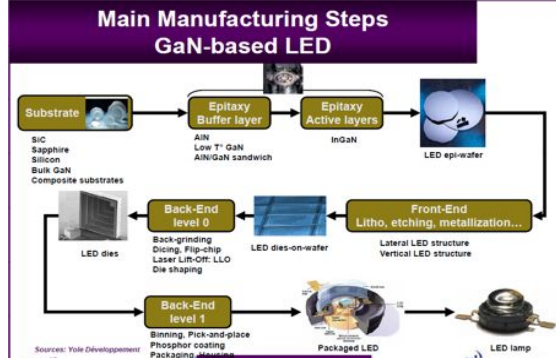 Main Manufacturing Steps
GaN-based LED
Substrate
SiC
Sapphire
Silicon
Bulk GaN
Composite substrates
Epitaxy
Buffer layer
AlN
Low T° GaN
AlN/GaN sandwich
Epitaxy
Active layers
InGaN
LED epi-wafer
LED dies
Back-End
level 0
Back-grinding
Dicing, Flip-chip
Laser Lift-Off: LLO
Die shaping
LED dies-on-wafer
Front-End
Litho, etching, metallization...
Lateral LED structure
Vertical LED structure
Back-End
level 1
Binning, Pick-and-place
Phosphor coating
Packaging, Housing
Packaged LED
LED lamp
Sources: Yole Développement